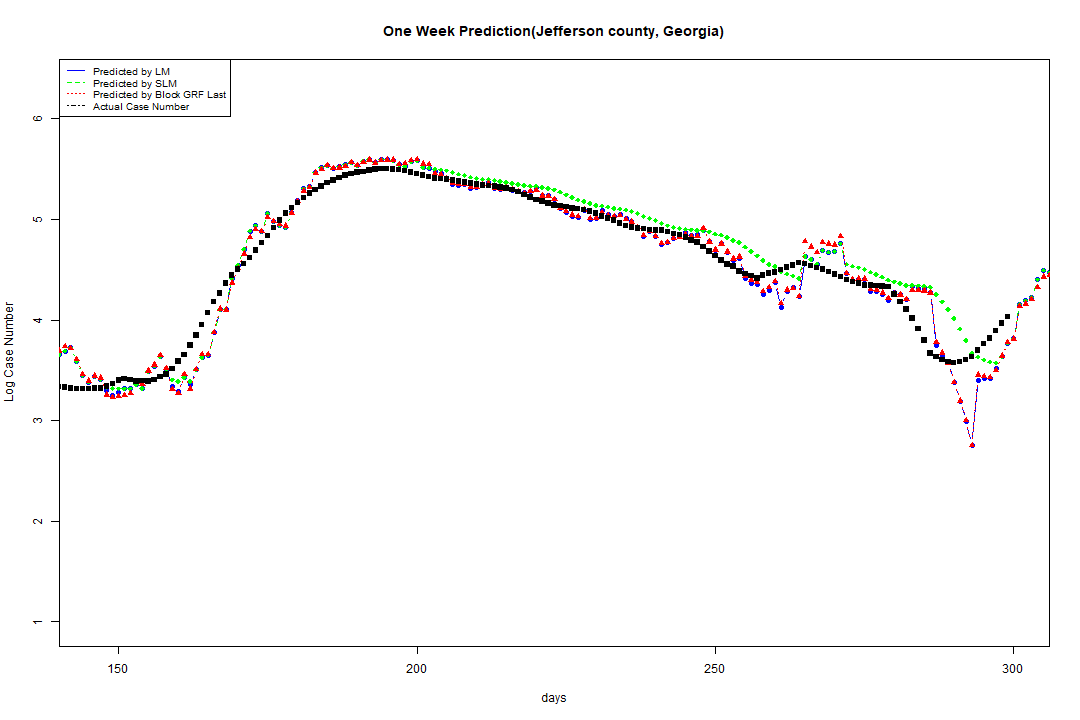 One Week Prediction(Jefferson county, Georgia)
Predicted by LM
Predicted by SLM
Predicted by Block GRF Last
Actual Case Number
6
5
4
3
2
1
Log Case Number
150 200 250 300
days